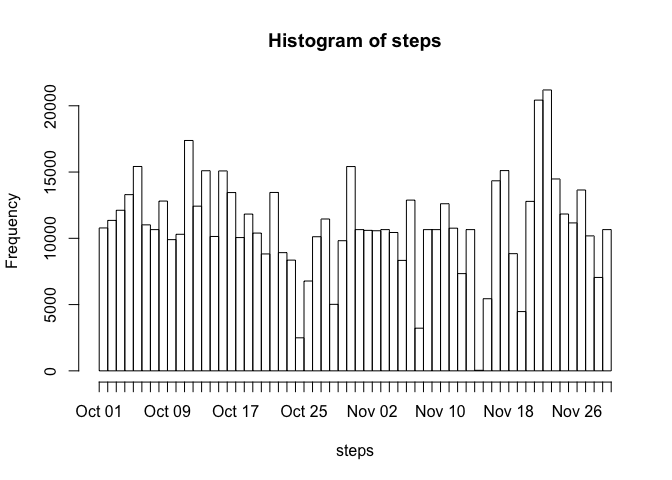 Histogram of steps
Frequency
20000
15000
10000
5000
0
Oct 01 Oct 09 Oct 17 Oct 25 Nov 02 Nov 10 Nov 18 Nov 26
steps